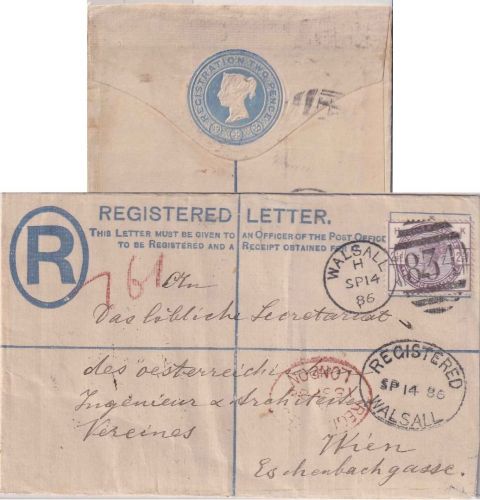 REGISTRATION TWO PENCE
REGISTERED LETTER.
THIS LETTER MUST BE GIVEN TO AN OFFICER OF THE POST OFFICE
TO BE REGISTERED AND A RECEIPT OBTAINED FOR
R
WALSALL
H
SP 14
86
834
761
An
Das löbliche Secretariat
REGISTERED
SP 14 86
WALSALL
des österreich.
Ingenieur & Architekten
Vereines
LONDON
Wien
Eschenbachgasse.